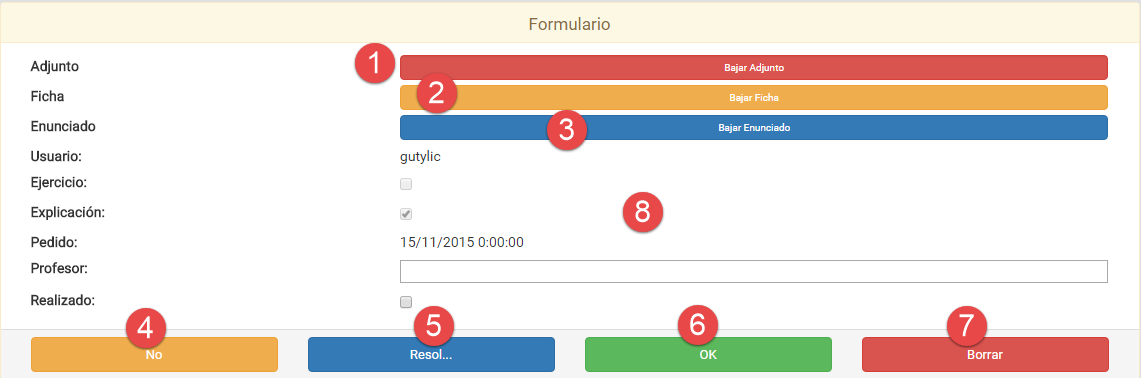 Formulario
Adjunto 1 Bajar Adjunto
Ficha 2 Bajar Ficha
Enunciado 3 Bajar Enunciado
Usuario: gutylic
Ejercicio:
Explicación: 8
Pedido: 15/11/2015 0:00:00
Profesor:
Realizado:
4 5 6 7
No Resol... OK Borrar